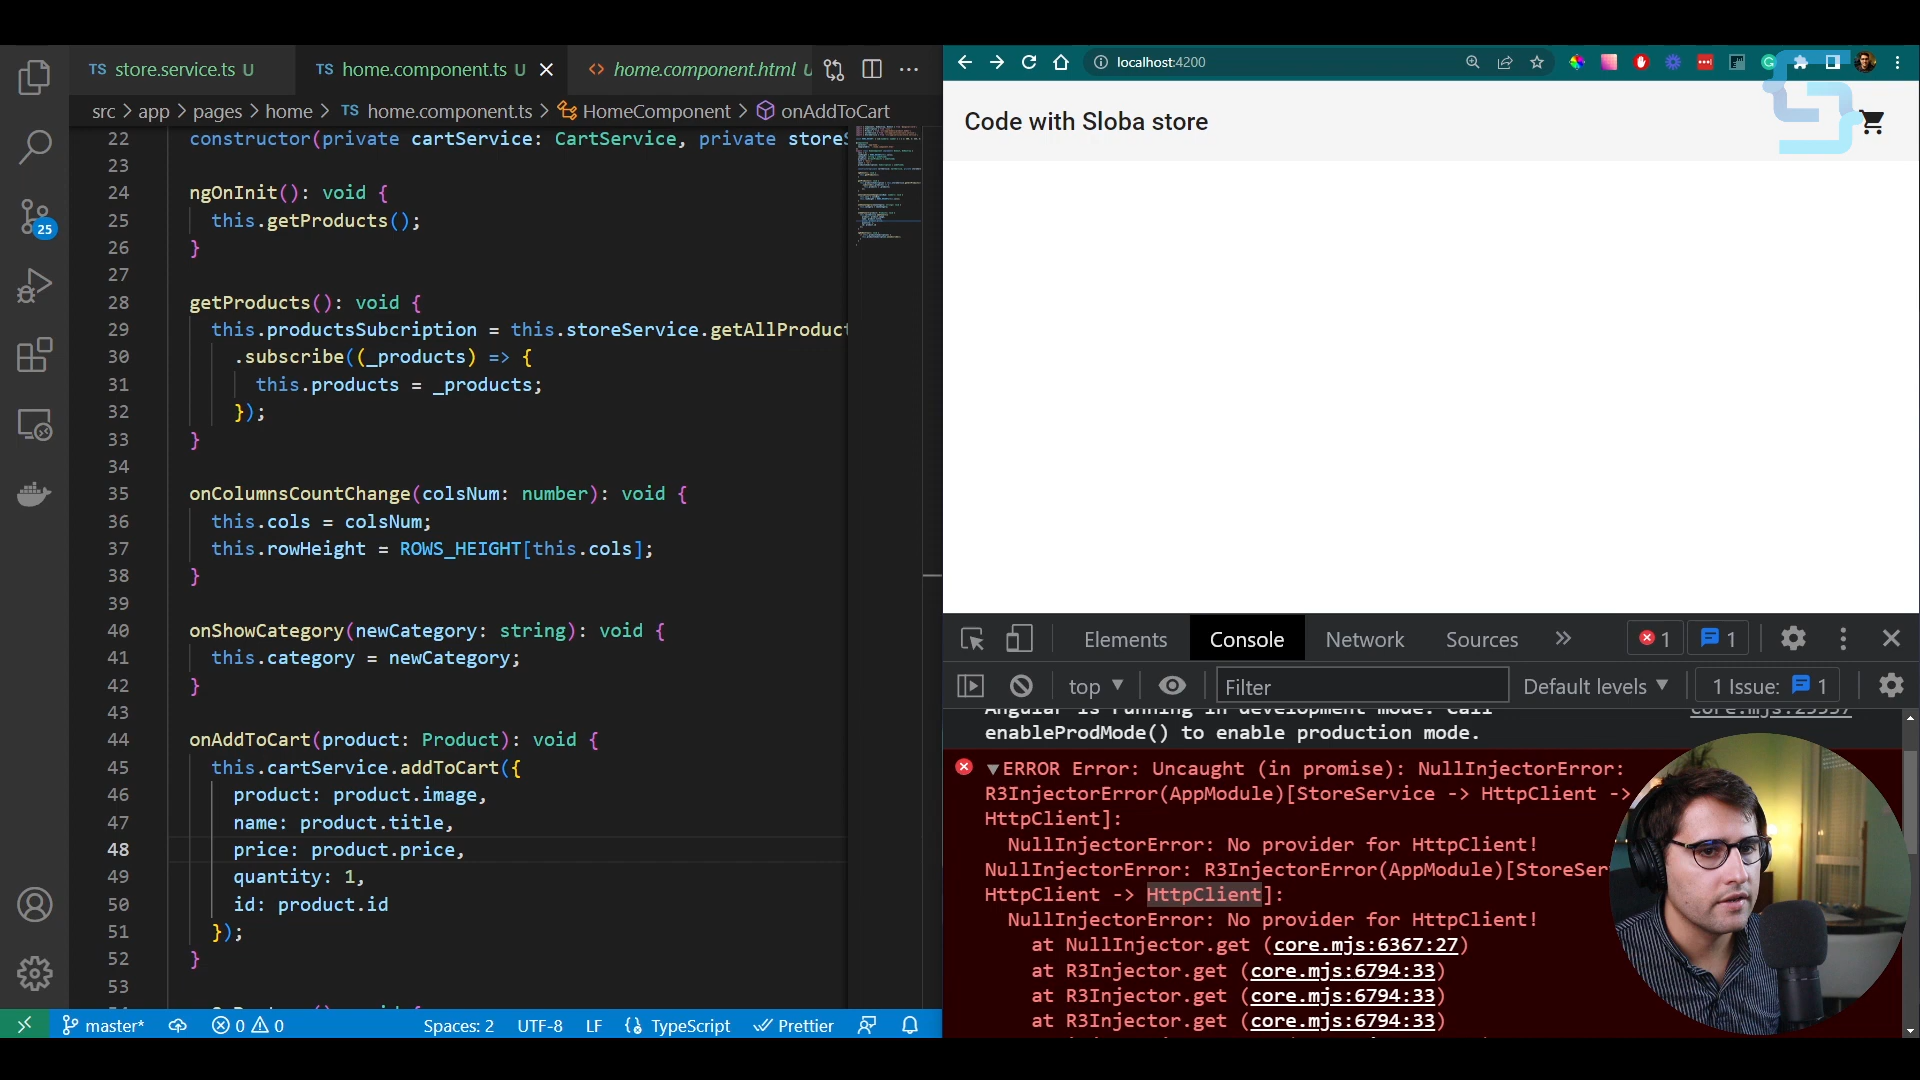 TS store.service.ts U
TS home.component.ts U
<> home.component.html
src > app > pages > home > TS home.component.ts > HomeComponent > onAddToCart
22 constructor(private cartService: CartService, private store
23
24 ngOnInit(): void {
25 this.getProducts();
26 }
27
28 getProducts(): void {
29 this.productsSubcription = this.storeService.getAllProduct
30 .subscribe((_products) => {
31 this.products = _products;
32 });
33 }
34
35 onColumnsCountChange(colsNum: number): void {
36 this.cols = colsNum;
37 this.rowHeight = ROWS_HEIGHT[this.cols];
38 }
39
40 onShowCategory(newCategory: string): void {
41 this.category = newCategory;
42 }
43
44 onAddToCart(product: Product): void {
45 this.cartService.addToCart({
46 product: product.image,
47 name: product.title,
48 price: product.price,
49 quantity: 1,
50 id: product.id
51 });
52 }
53
25
master* 0 0 Spaces: 2 UTF-8 LF {} TypeScript Prettier
localhost:4200
Code with Sloba store
Elements Console Network Sources » 1 1
top Filter Default levels 1 Issue: 1
Angular is running in development mode. Call
enableProdMode() to enable production mode.
ERROR Error: Uncaught (in promise): NullInjectorError:
R3InjectorError(AppModule)[StoreService -> HttpClient ->
HttpClient]:
NullInjectorError: No provider for HttpClient!
NullInjectorError: R3InjectorError(AppModule)[StoreSer
HttpClient -> HttpClient]:
NullInjectorError: No provider for HttpClient!
at NullInjector.get (core.mjs:6367:27)
at R3Injector.get (core.mjs:6794:33)
at R3Injector.get (core.mjs:6794:33)
at R3Injector.get (core.mjs:6794:33)